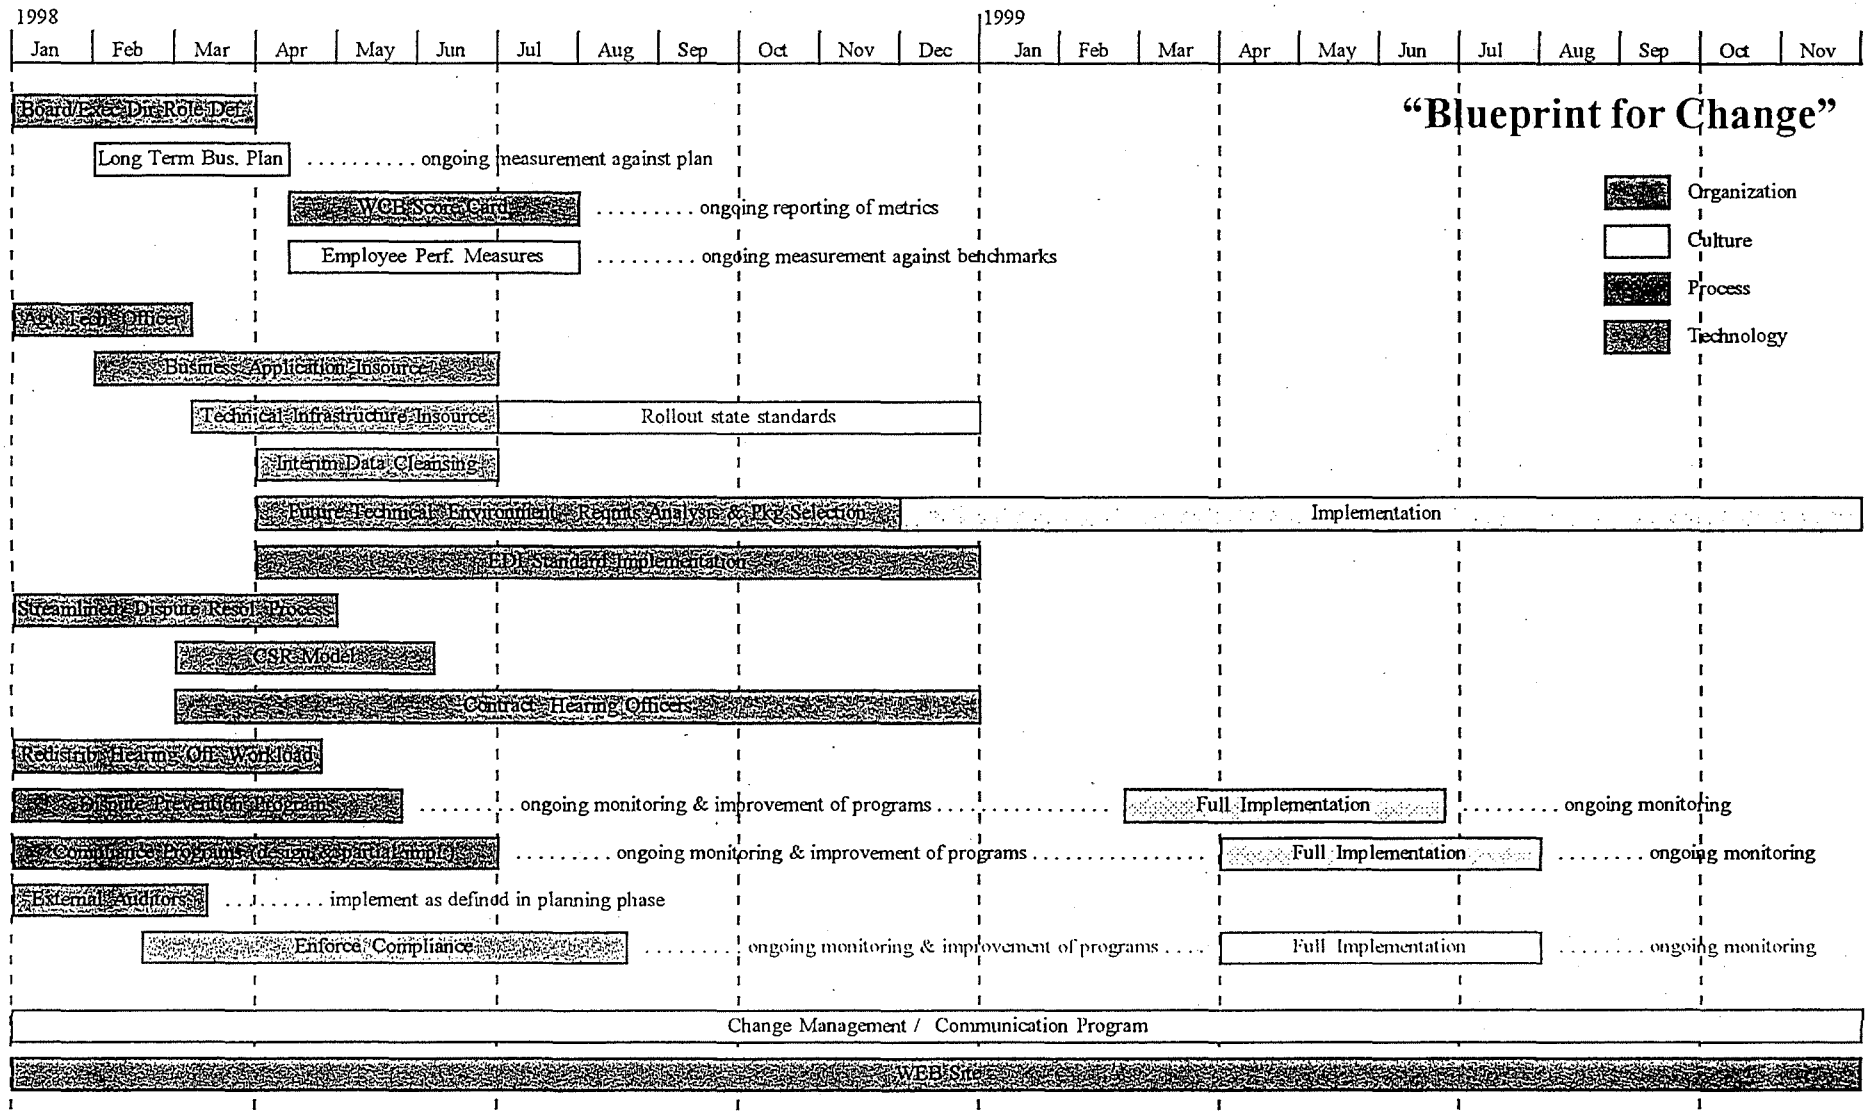 1998
1999
Jan Feb Mar Apr May Jun Jul Aug Sep Oct Nov Dec Jan Feb Mar Apr May Jun Jul Aug Sep Oct Nov
“Blueprint for Change”
Board/Exec Dir Role Def.
Long Term Bus. Plan .......... ongoing measurement against plan
Organization
WCB Score Card ......... ongoing reporting of metrics
Culture
Employee Perf. Measures ......... ongoing measurement against benchmarks
Process
Agy Tech Officer
Technology
Business Application Insource
Technical Infrastructure Insource Rollout state standards
Interim Data Cleansing
Future Technical Environment, Reqmts Analysis & Pkg Selection Implementation
EDI Standard Implementation
Streamlined Dispute Resol. Process
CSR Model
Contract Hearing Officers
Redistrib Hearing Off. Workload
Dispute Prevention Programs ......... ongoing monitoring & improvement of programs ................ Full Implementation ......... ongoing monitoring
Compliance Programs (design & partial impl.) ......... ongoing monitoring & improvement of programs ................ Full Implementation ......... ongoing monitoring
External Auditors ......... implement as defined in planning phase
Enforce Compliance ......... ongoing monitoring & improvement of programs .... Full Implementation ......... ongoing monitoring
Change Management / Communication Program
WEB Site